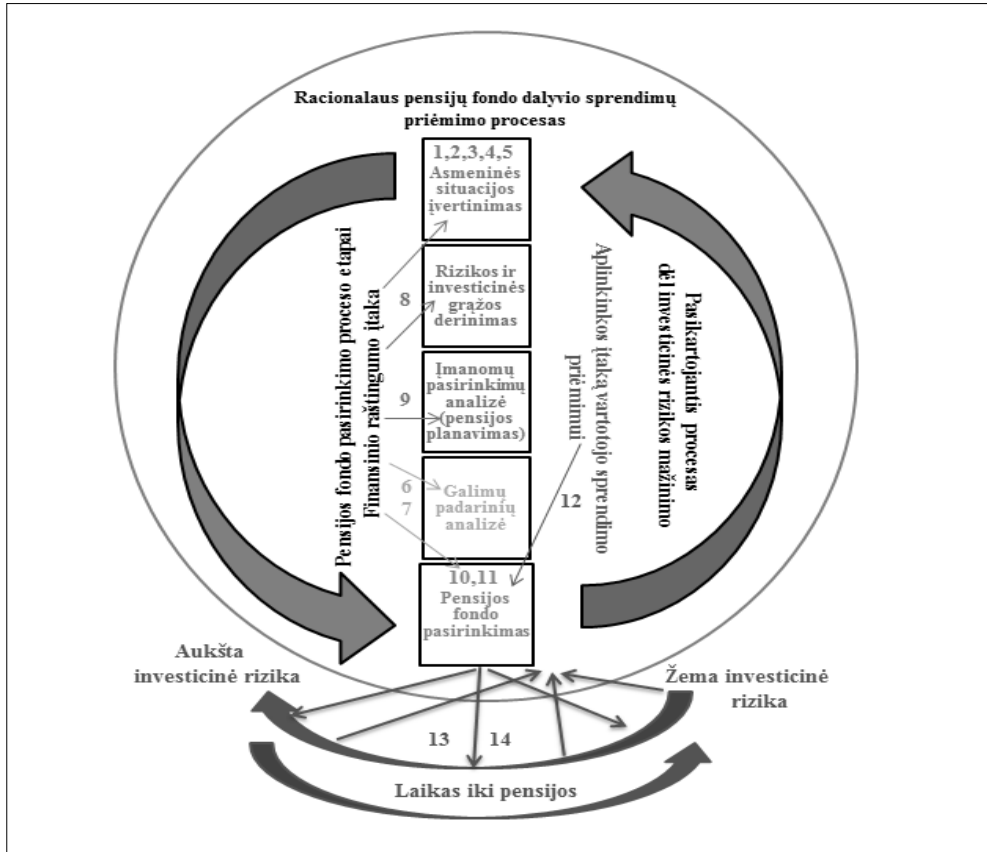 Racionalaus pensijų fondo dalyvio sprendimų
priėmimo procesas
1,2,3,4,5
Asmeninės
situacijos
įvertinimas
Pensijos fondo pasirinkimo proceso etapai
Finansinio raštingumo įtaka
8
Rizikos ir
investicinės
grąžos
derinimas
9
Įmanomų
pasirinkimų
analizė
(pensijos
planavimas)
6
7
Galimų
padarinių
analizė
10,11
Pensijos
fondo
pasirinkimas
12
Aplinkinkos įtaką vartotojo sprendimo
priėmimui
Pasikartojantis procesas
dėl investicinės rizikos mažinimo
Aukšta
investicinė rizika
Žema investicinė
rizika
13 14
Laikas iki pensijos